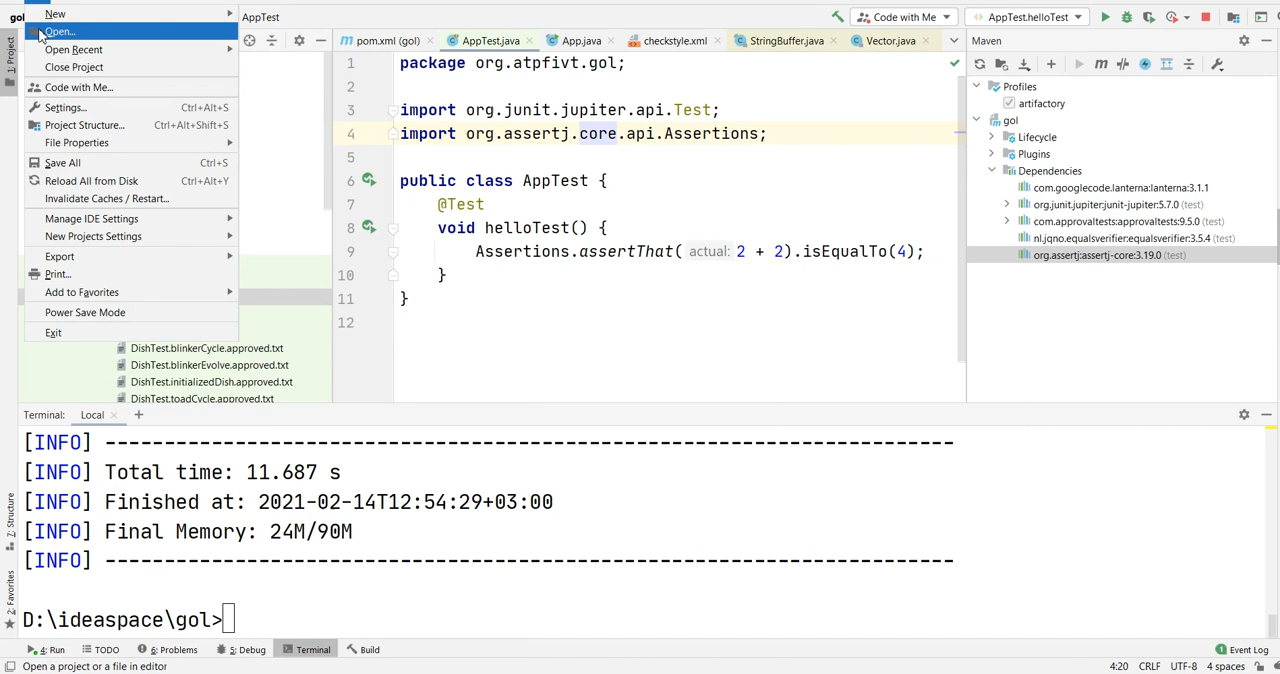 gol
AppTest
Code with Me
AppTest.helloTest
New
Open...
Open Recent
Close Project
Code with Me...
Settings... Ctrl+Alt+S
Project Structure... Ctrl+Alt+Shift+S
File Properties
Save All Ctrl+S
Reload All from Disk Ctrl+Alt+Y
Invalidate Caches / Restart...
Manage IDE Settings
New Projects Settings
Export
Print...
Add to Favorites
Power Save Mode
Exit
DishTest.blinkerCycle.approved.txt
DishTest.blinkerEvolve.approved.txt
DishTest.initializedDish.approved.txt
DishTest.toadCycle.approved.txt
1: Project
7: Structure
2: Favorites
pom.xml (gol) AppTest.java App.java checkstyle.xml StringBuffer.java Vector.java
1 package org.atpfivt.gol;
2
3 import org.junit.jupiter.api.Test;
4 import org.assertj.core.api.Assertions;
5
6 public class AppTest {
7 @Test
8 void helloTest() {
9 Assertions.assertThat( actual: 2 + 2).isEqualTo(4);
10 }
11 }
12
Maven
Profiles
artifactory
gol
Lifecycle
Plugins
Dependencies
com.googlecode.lanterna:lanterna:3.1.1
org.junit.jupiter:junit-jupiter:5.7.0 (test)
com.approvaltests:approvaltests:9.5.0 (test)
nl.jqno.equalsverifier:equalsverifier:3.5.4 (test)
org.assertj:assertj-core:3.19.0 (test)
Terminal: Local
[INFO] ------------------------------------------------------------------------
[INFO] Total time: 11.687 s
[INFO] Finished at: 2021-02-14T12:54:29+03:00
[INFO] Final Memory: 24M/90M
[INFO] ------------------------------------------------------------------------
D:\ideaspace\gol>
4: Run TODO 6: Problems 5: Debug Terminal Build 1 Event Log
Open a project or a file in editor 4:20 CRLF UTF-8 4 spaces